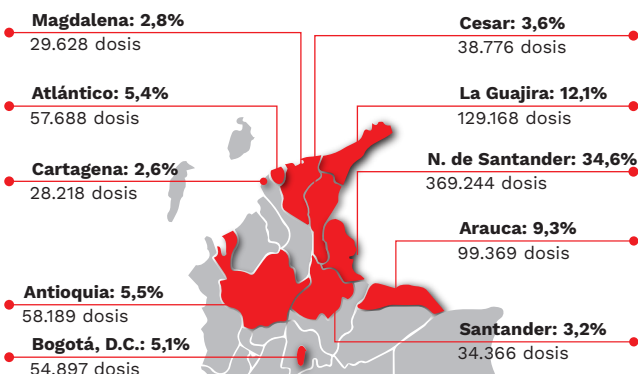 Magdalena: 2,8%
29.628 dosis
Atlántico: 5,4%
57.688 dosis
Cartagena: 2,6%
28.218 dosis
Antioquia: 5,5%
58.189 dosis
Bogotá, D.C.: 5,1%
54.897 dosis
Cesar: 3,6%
38.776 dosis
La Guajira: 12,1%
129.168 dosis
N. de Santander: 34,6%
369.244 dosis
Arauca: 9,3%
99.369 dosis
Santander: 3,2%
34.366 dosis